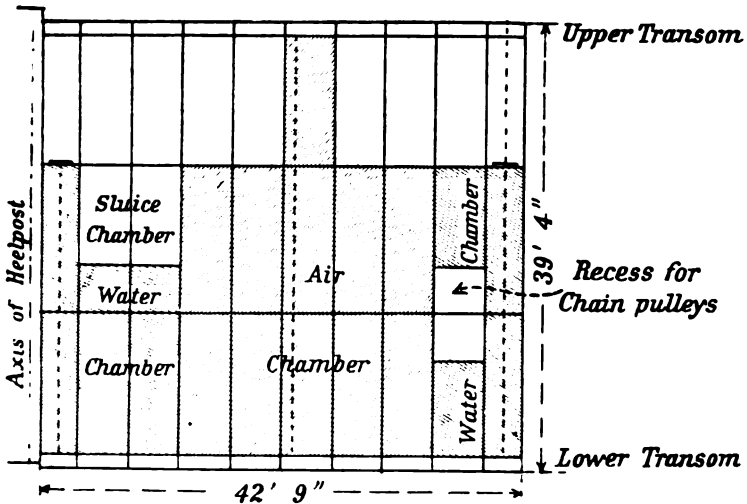 Upper Transom
Axis of Heelpost
Sluice
Chamber
Water
Chamber
Air
Chamber
Chamber
Water
39' 4"
Recess for
Chain pulleys
Lower Transom
42' 9"